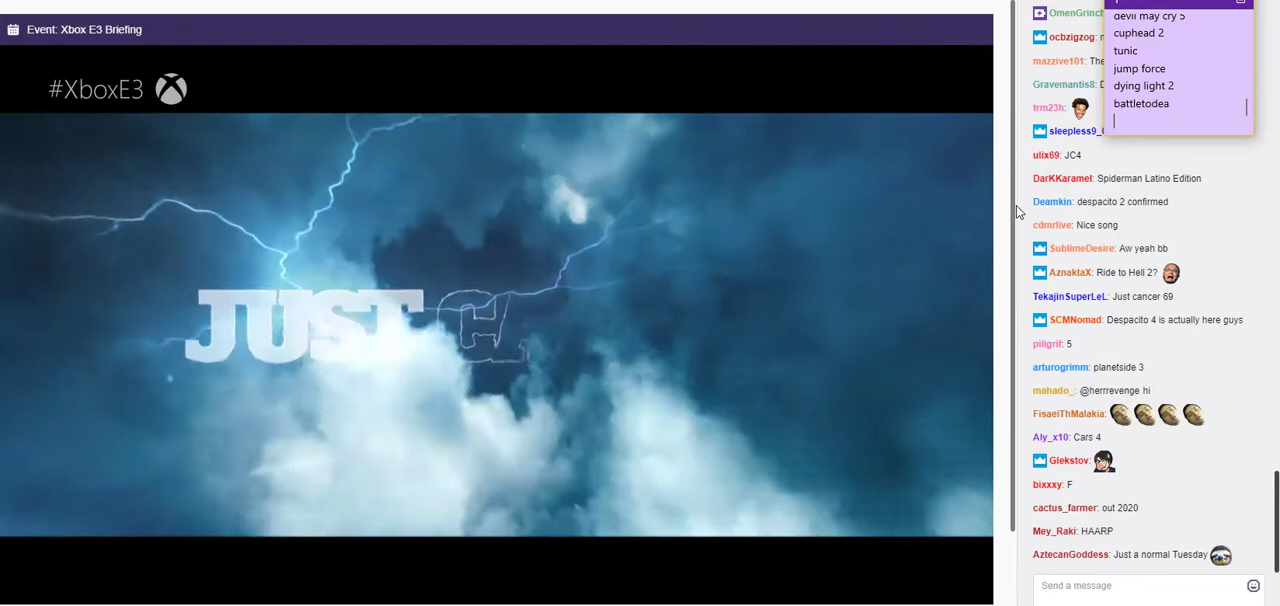 Event: Xbox E3 Briefing
#XboxE3
JUST C
devil may cry 5
cuphead 2
tunic
jump force
dying light 2
battletodea
OmenGrinch
ocbzigzog:
mazzive101: The
Gravemantis8:
trm23h:
sleepless9_
ulix69: JC4
DarKKaramel: Spiderman Latino Edition
Deamkin: despacito 2 confirmed
cdmrlive: Nice song
SublimeDesire: Aw yeah bb
AznaktaX: Ride to Hell 2?
TekajinSuperLeL: Just cancer 69
SCMNomad: Despacito 4 is actually here guys
piligrif: 5
arturogrimm: planetside 3
mahado_: @herrrevenge hi
FisaeiThMalakia:
Aly_x10: Cars 4
Glekstov:
bixxxy: F
cactus_farmer: out 2020
Mey_Raki: HAARP
AztecanGoddess: Just a normal Tuesday
Send a message